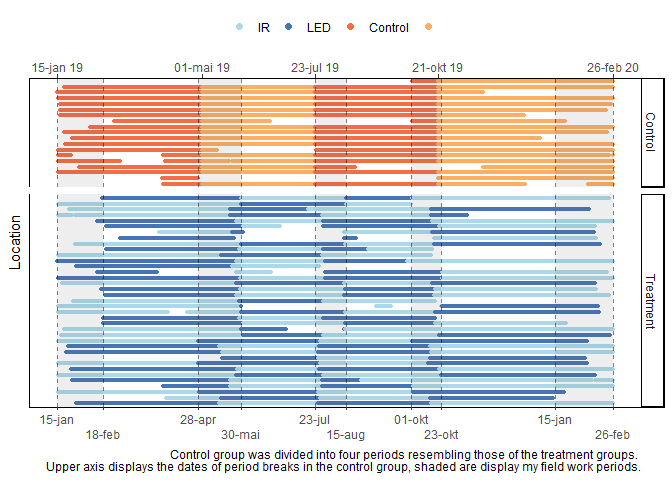 IR LED Control
15-jan 19 01-mai 19 23-jul 19 21-okt 19 26-feb 20
Control
Location
Treatment
15-jan 28-apr 23-jul 01-okt 15-jan
18-feb 30-mai 15-aug 23-okt 26-feb
Control group was divided into four periods resembling those of the treatment groups.
Upper axis displays the dates of period breaks in the control group, shaded are display my field work periods.